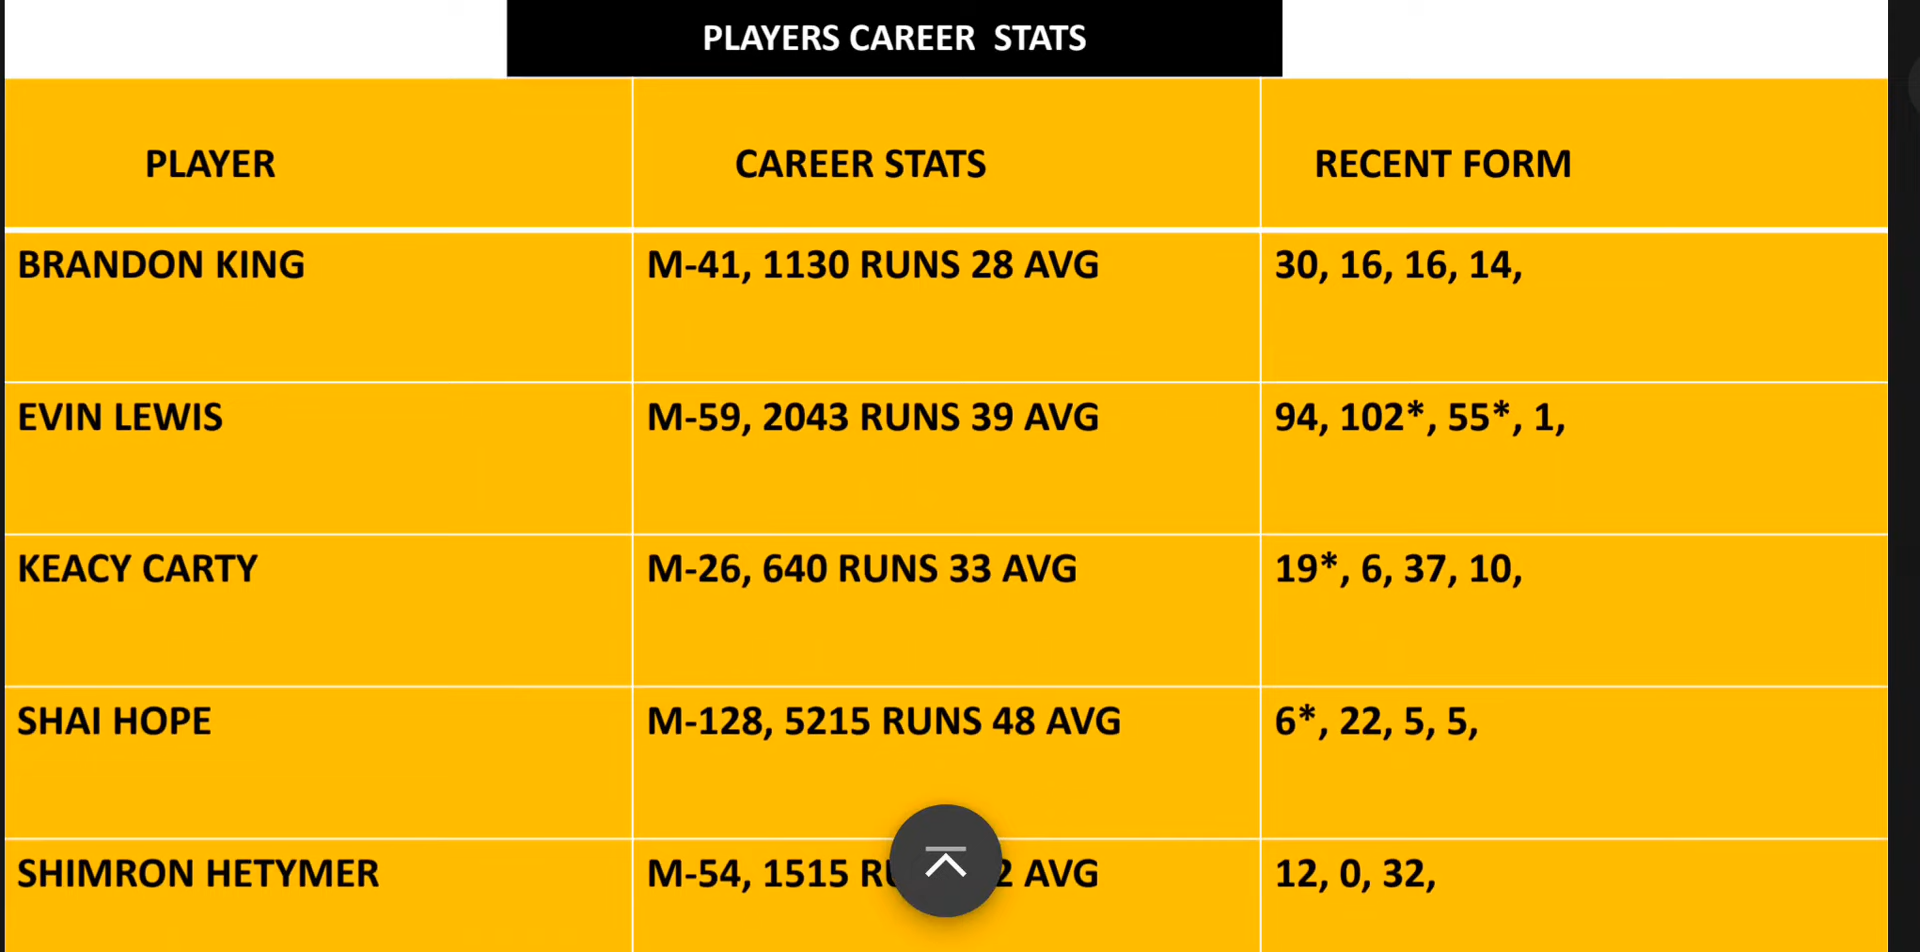 PLAYERS CAREER STATS
PLAYER CAREER STATS RECENT FORM
BRANDON KING M-41, 1130 RUNS 28 AVG 30, 16, 16, 14,
EVIN LEWIS M-59, 2043 RUNS 39 AVG 94, 102*, 55*, 1,
KEACY CARTY M-26, 640 RUNS 33 AVG 19*, 6, 37, 10,
SHAI HOPE M-128, 5215 RUNS 48 AVG 6*, 22, 5, 5,
SHIMRON HETYMER M-54, 1515 AVG 12, 0, 32,